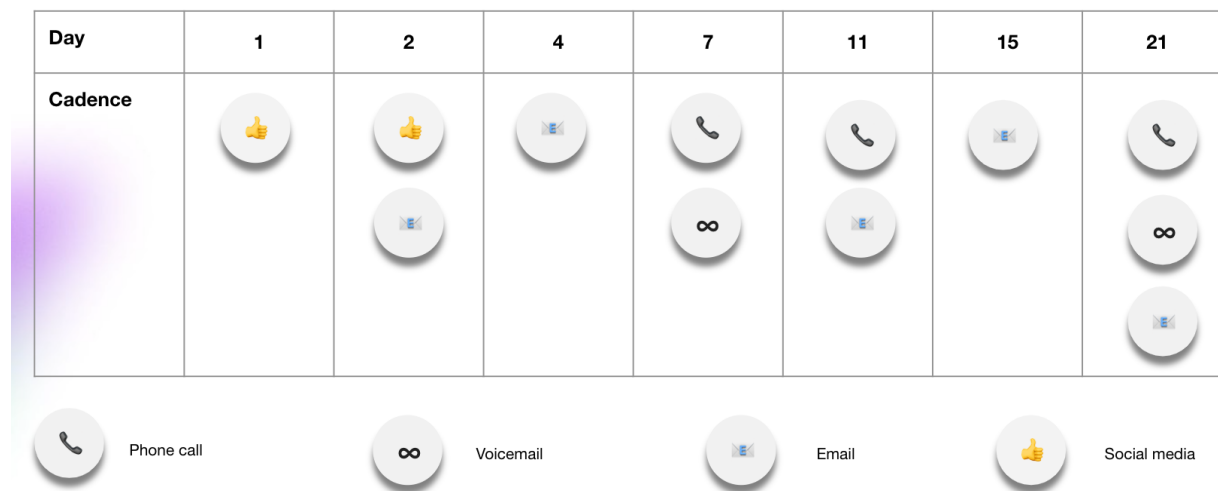 Day 1 2 4 7 11 15 21
Cadence
Phone call
Voicemail
Email
Social media